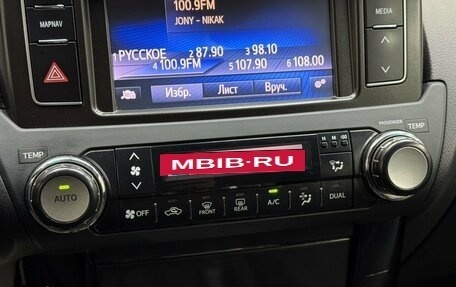 100.9FM
MAP/NAV
JONY - NIKAK
MEDIA
1 РУССКОЕ 2 87.90 3 98.10
4 100.9FM 5 107.90 6 108.00
Избр. Лист Вруч.
TEMP
PASSENGER TEMP
MBIB·RU
AUTO
OFF FRONT REAR A/C DUAL